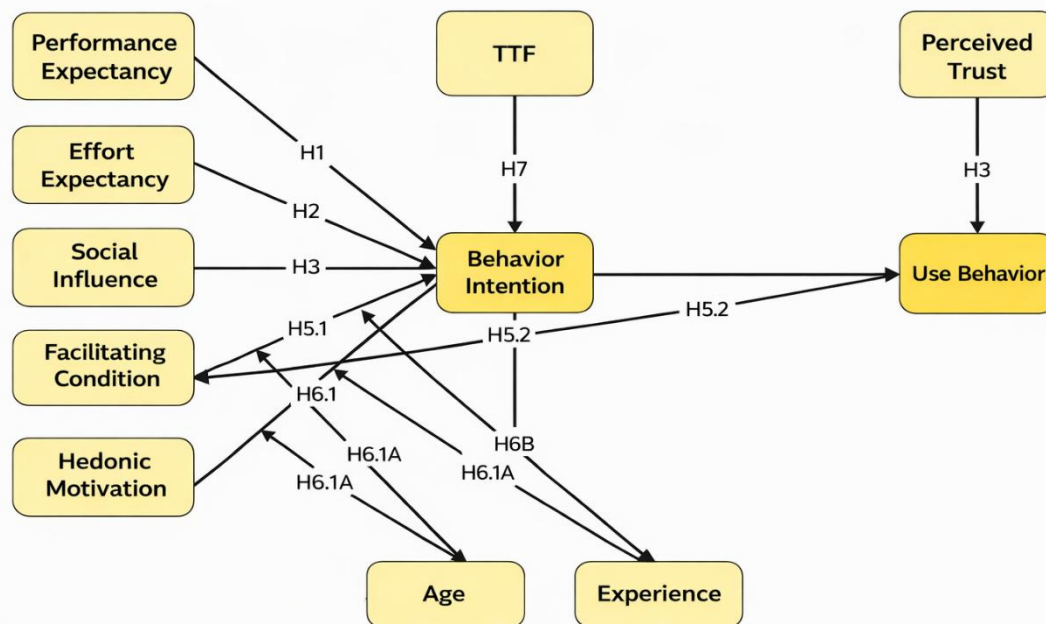 Performance
Expectancy
TTF
Perceived
Trust
H1
Effort
Expectancy
H7
H3
H2
Social
Influence
H3
Behavior
Intention
Use Behavior
H5.1
H5.2
H5.2
Facilitating
Condition
H6.1
Hedonic
Motivation
H6.1A
H6.1A
H6B
H6.1A
Age
Experience